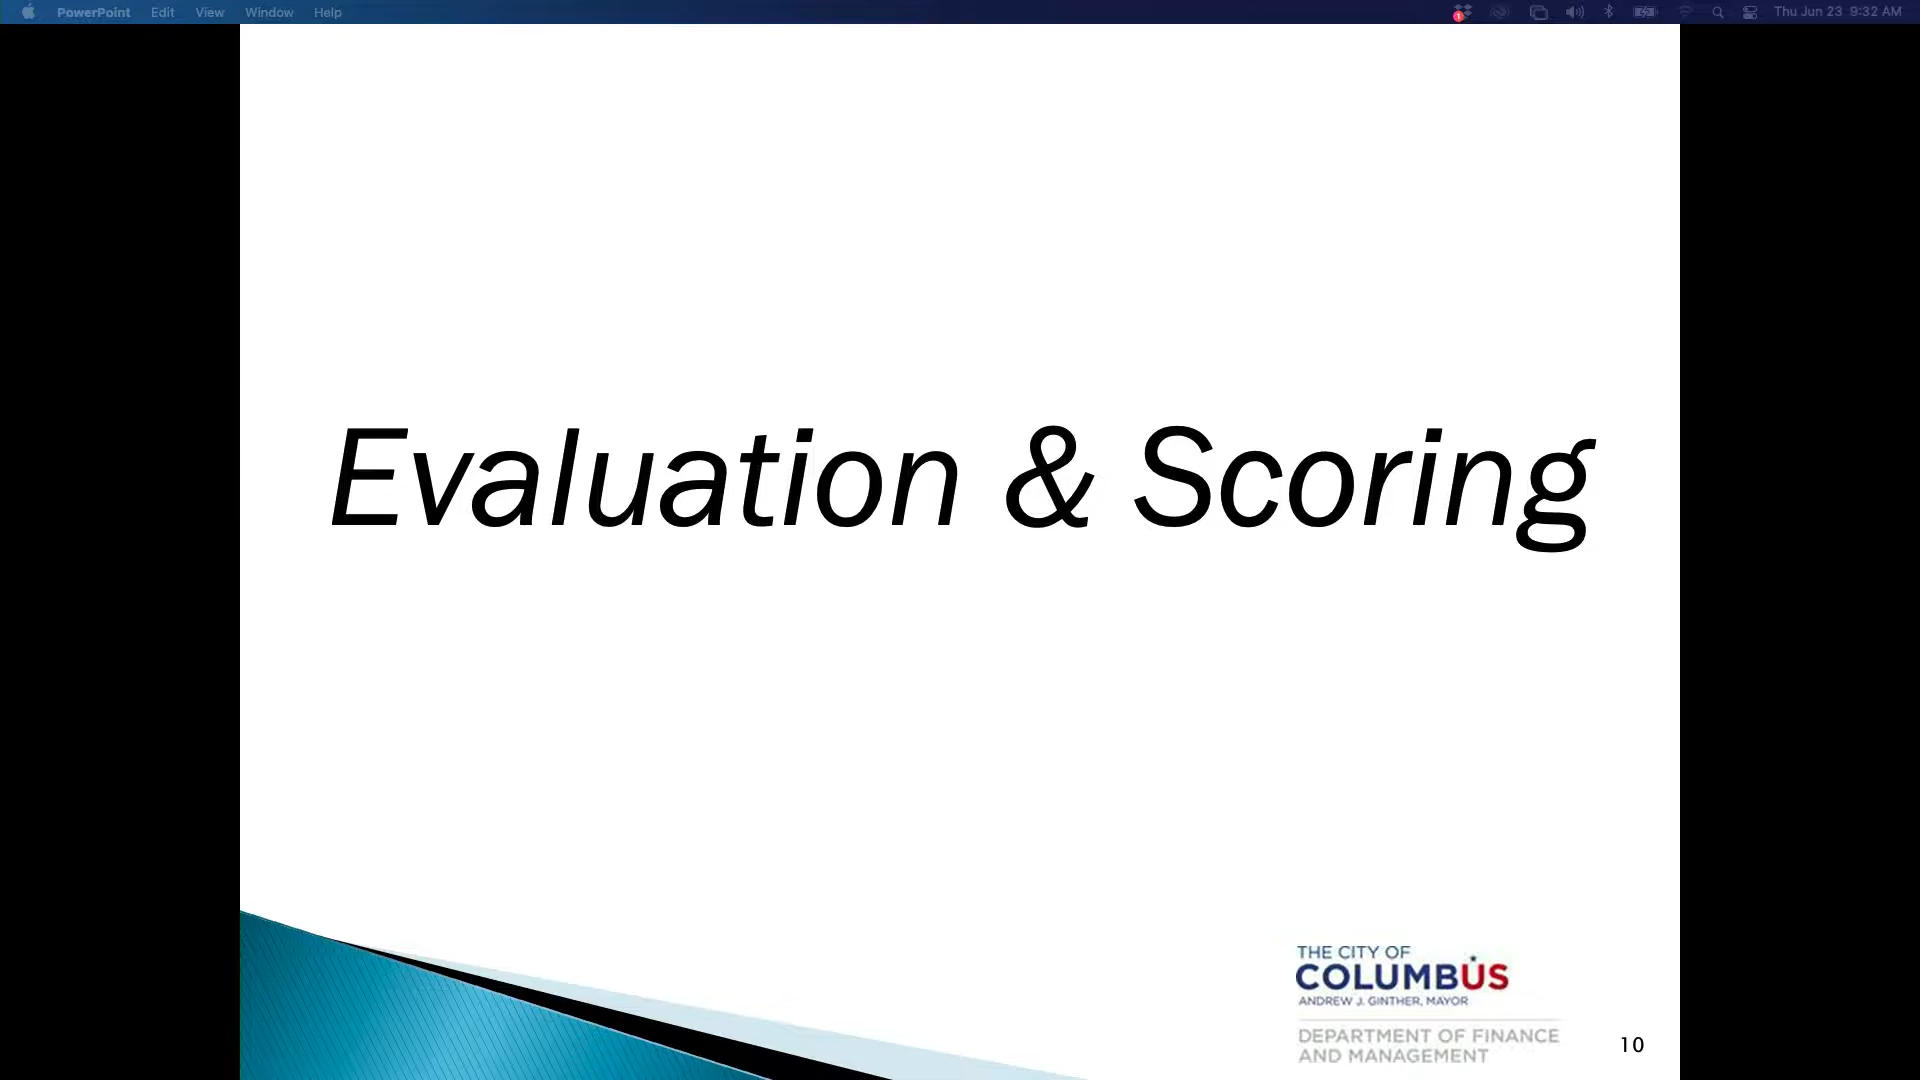 PowerPoint Edit View Window Help
1
Thu Jun 23 9:32 AM
Evaluation & Scoring
THE CITY OF
COLUMBUS
ANDREW J. GINTHER, MAYOR
DEPARTMENT OF FINANCE
AND MANAGEMENT
10